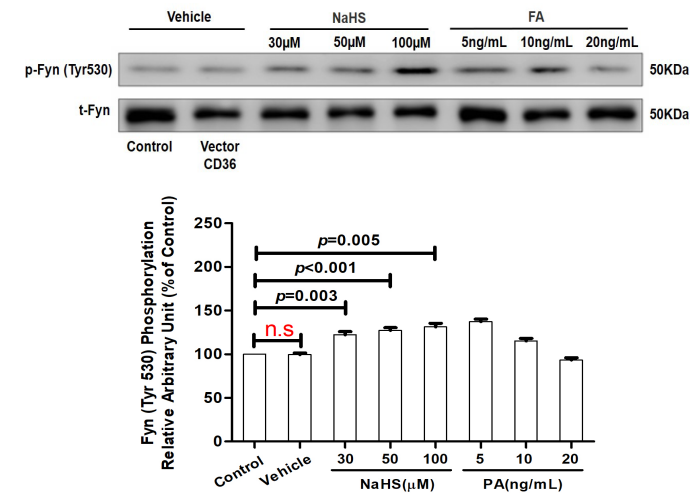 Vehicle NaHS FA
30µM 50µM 100µM 5ng/mL 10ng/mL 20ng/mL
p-Fyn (Tyr530) 50KDa
t-Fyn 50KDa
Control Vector
CD36
Fyn (Tyr 530) Phosphorylation
Relative Arbitrary Unit (%of Control)
250
200
150
100
50
0
p=0.005
p<0.001
p=0.003
n.s
Control Vehicle 30 50 100 5 10 20
NaHS(µM) PA(ng/mL)